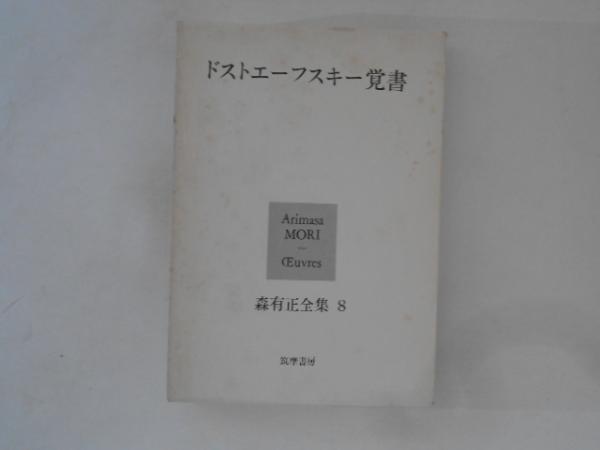 ドストエーフスキー覚書
Arimasa
MORI
—
Œuvres
森有正全集 8
筑摩書房